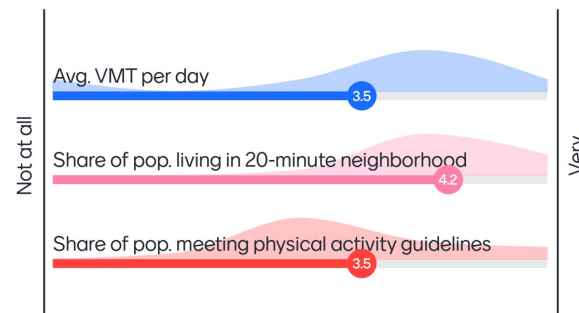 Avg. VMT per day
3.5
Not at all
Share of pop. living in 20-minute neighborhood
4.2
Very
Share of pop. meeting physical activity guidelines
3.5